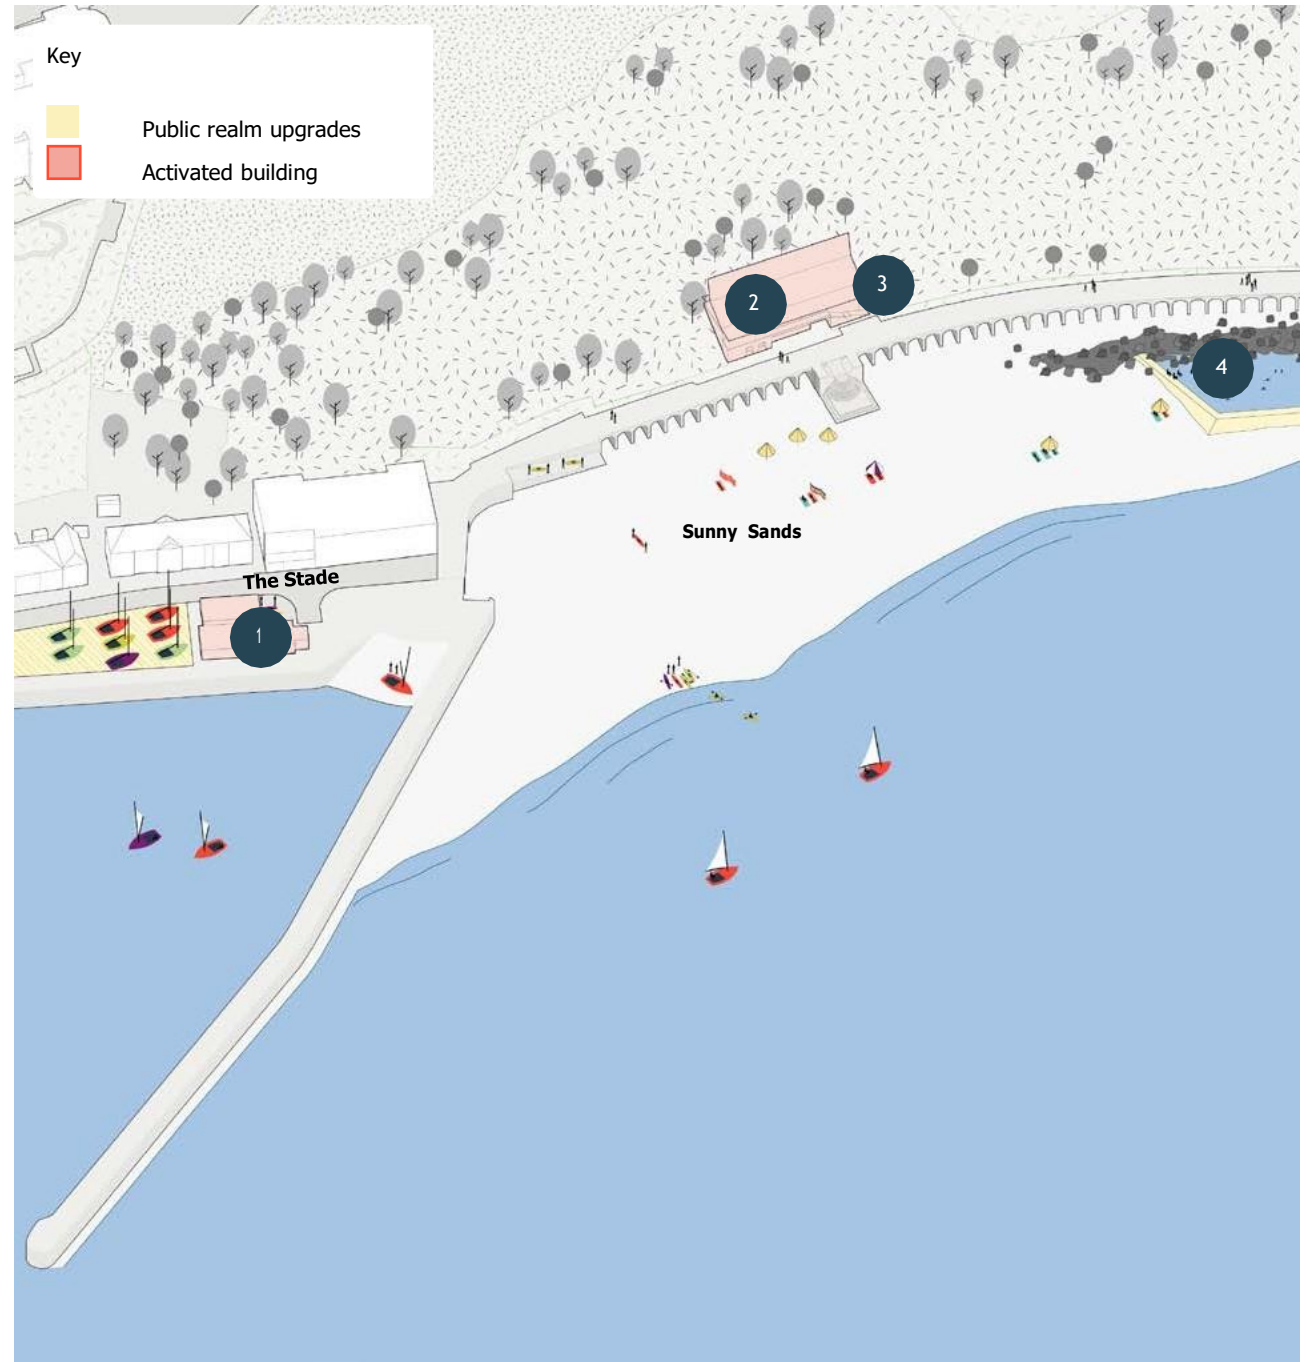 Key
Public realm upgrades
Activated building
2
3
4
Sunny Sands
The Stade
1